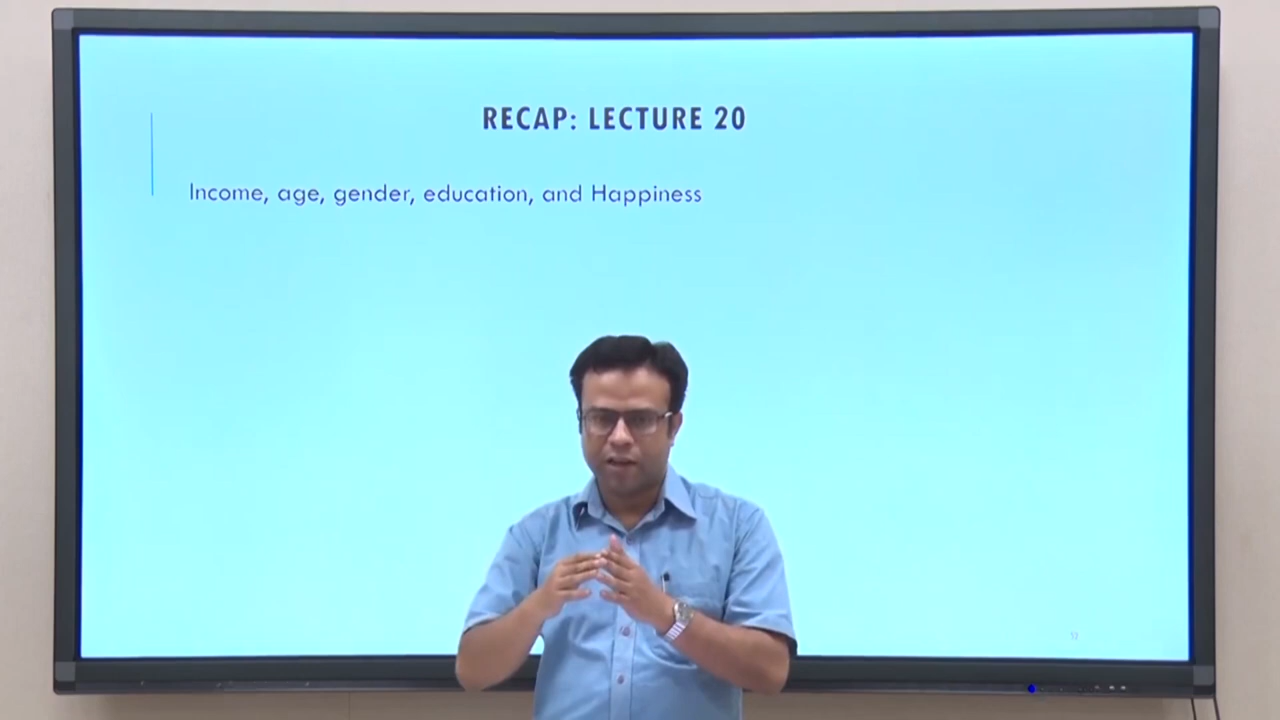 RECAP: LECTURE 20
Income, age, gender, education, and Happiness